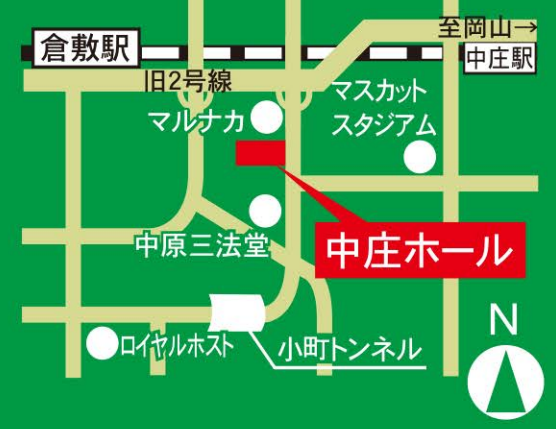 至岡山→
倉敷駅
中庄駅
旧2号線
マルナカ
マスカット
スタジアム
中原三法堂
中庄ホール
ロイヤルホスト
小町トンネル
N